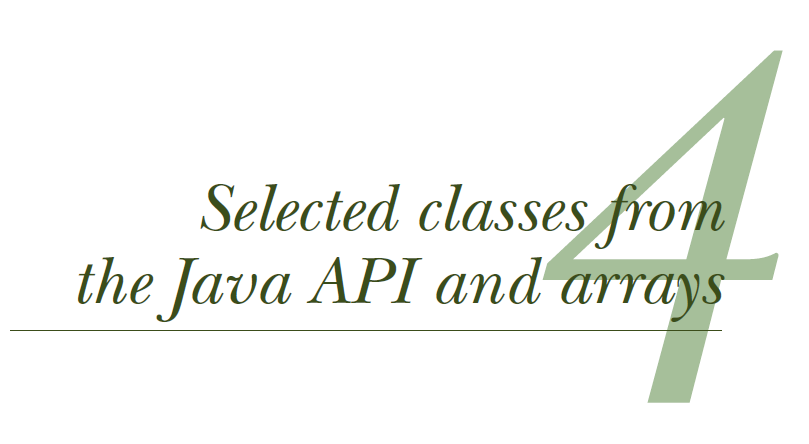 4
Selected classes from
the Java API and arrays